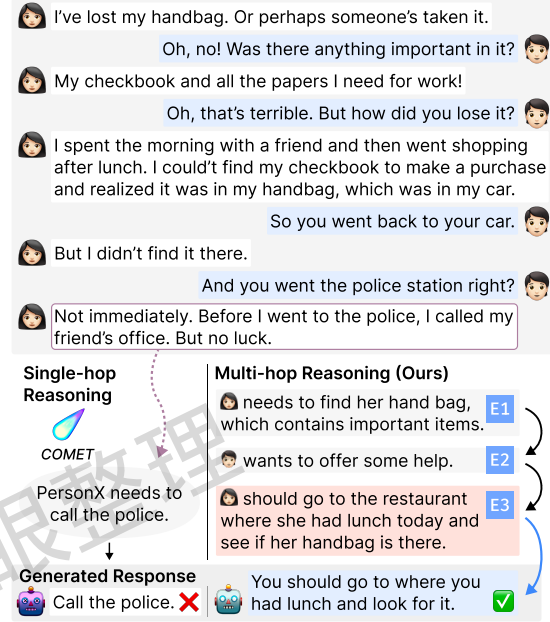 I've lost my handbag. Or perhaps someone's taken it.
Oh, no! Was there anything important in it?
My checkbook and all the papers I need for work!
Oh, that's terrible. But how did you lose it?
I spent the morning with a friend and then went shopping
after lunch. I could't find my checkbook to make a purchase
and realized it was in my handbag, which was in my car.
So you went back to your car.
But I didn't find it there.
And you went the police station right?
Not immediately. Before I went to the police, I called my
friend's office. But no luck.
Single-hop
Reasoning
COMET
PersonX needs to
call the police.
Multi-hop Reasoning (Ours)
needs to find her hand bag,
which contains important items.
E1
wants to offer some help.
E2
should go to the restaurant
where she had lunch today and
see if her handbag is there.
E3
Generated Response
Call the police.
You should go to where you
had lunch and look for it.
眼整理